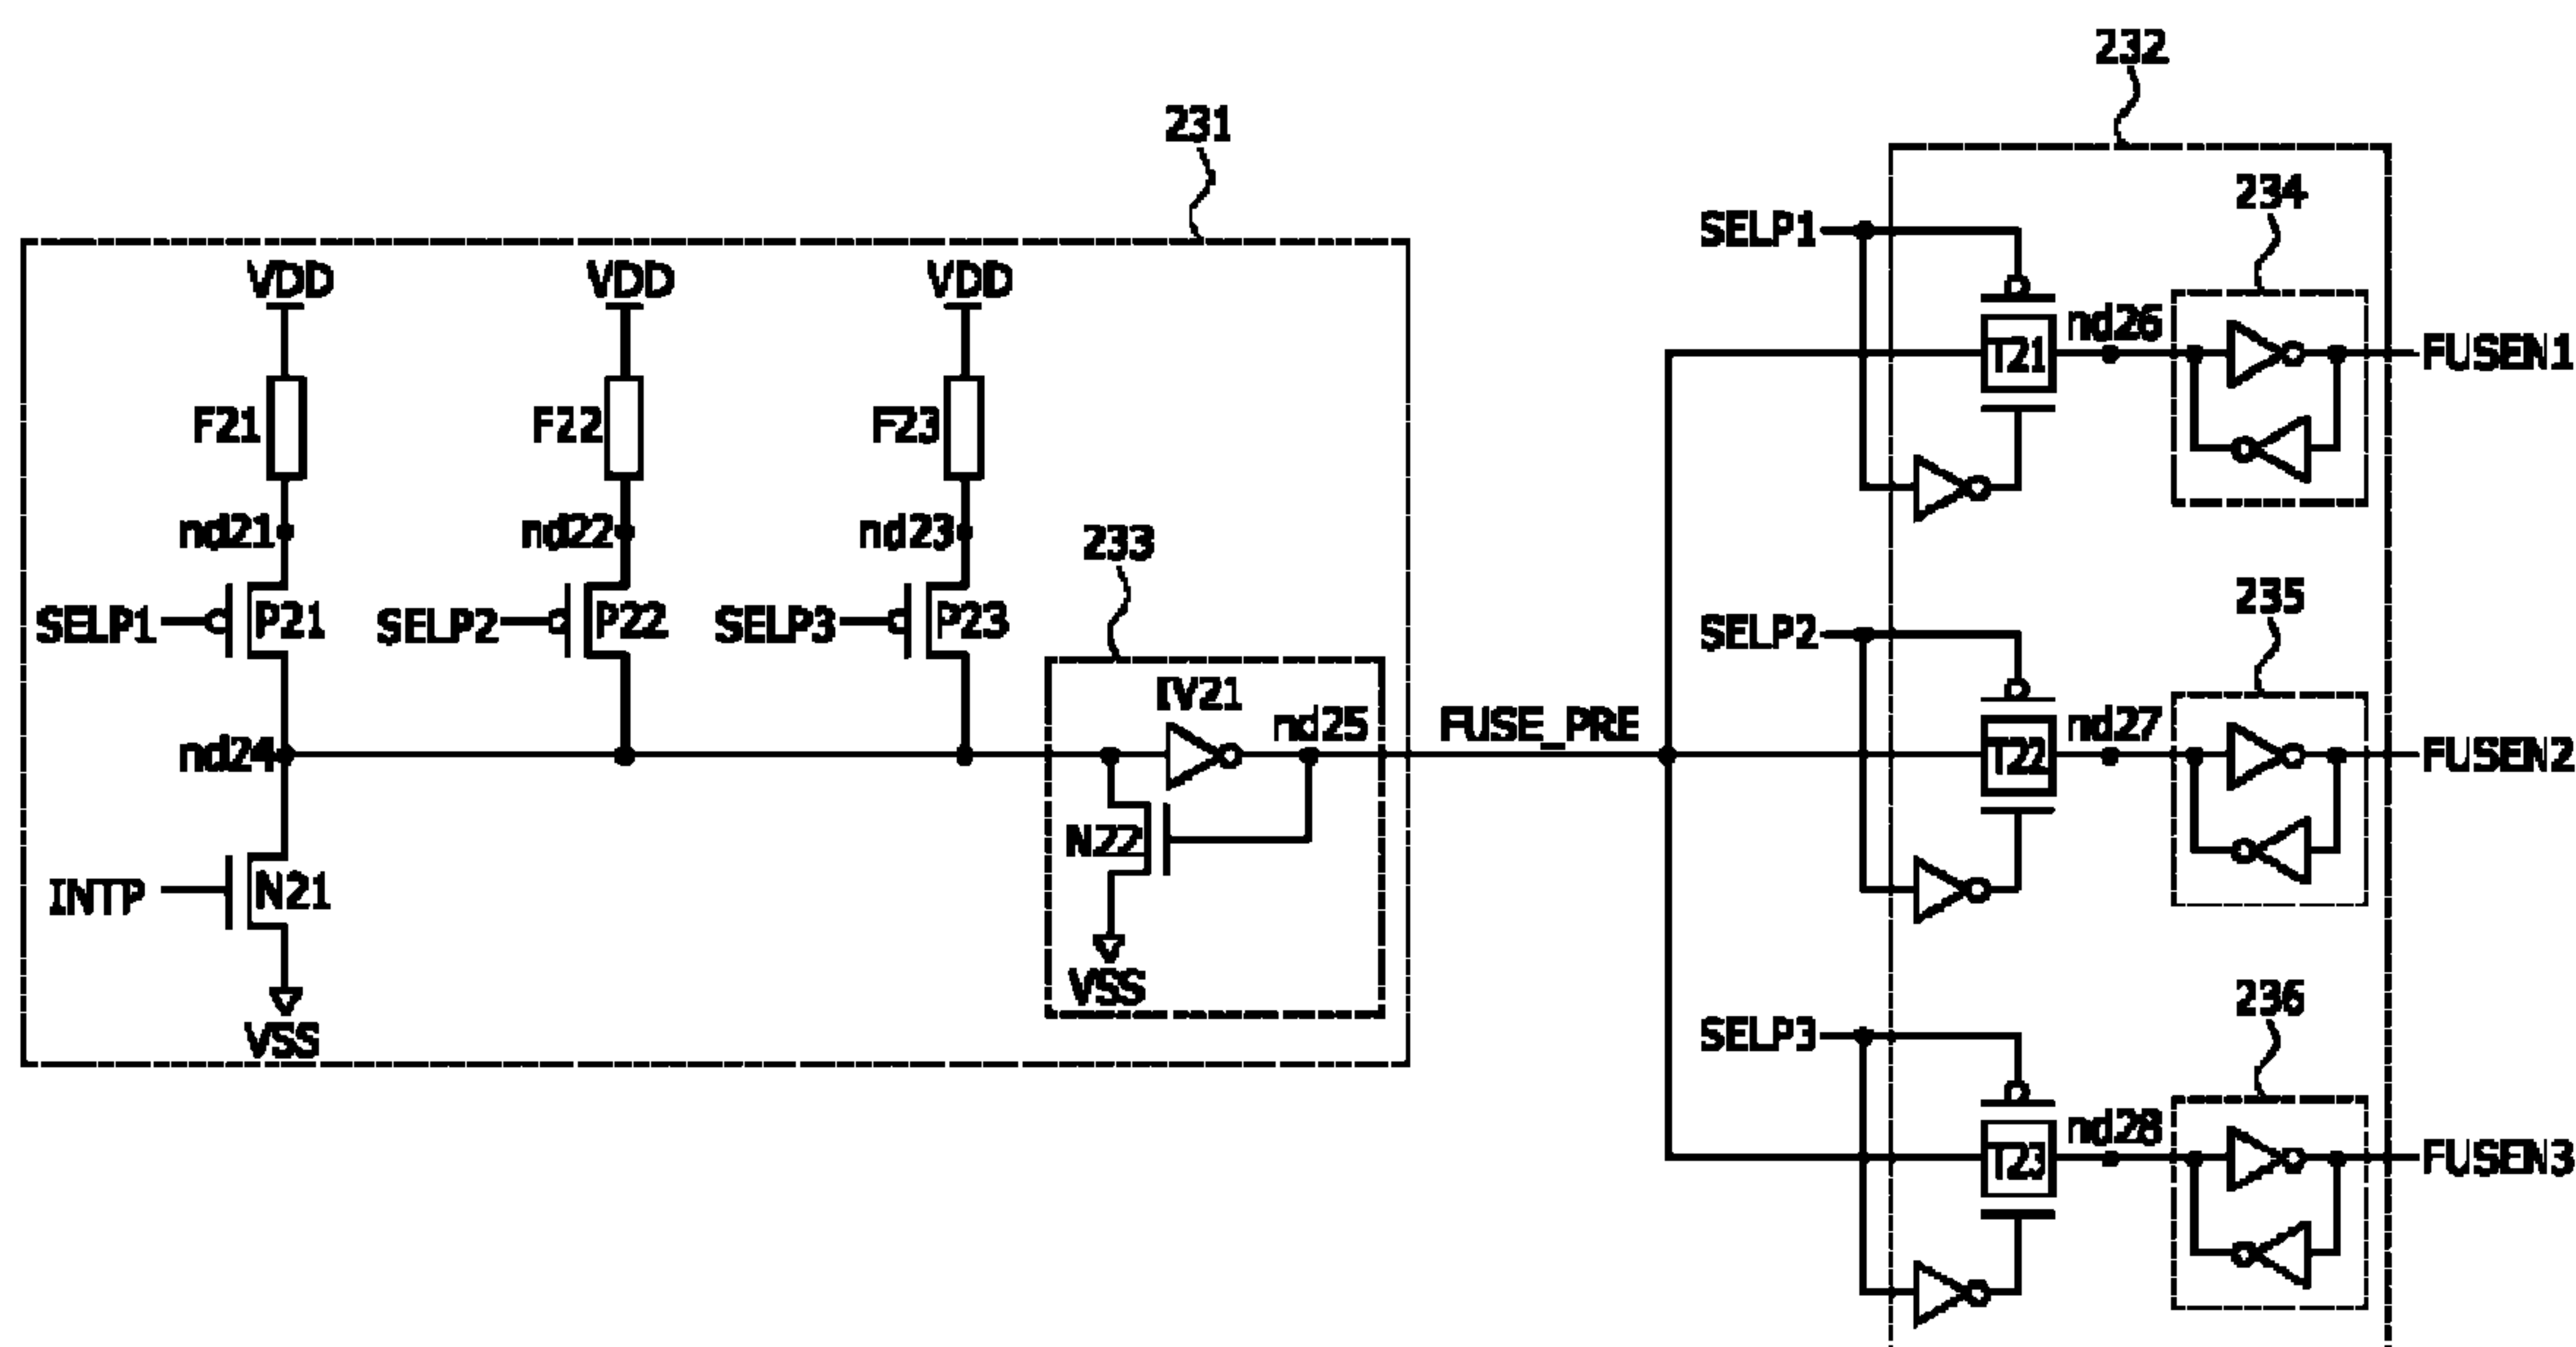 232
231
234
SELP1
VDD VDD VDD
nd26
T21
FUSEN1
F21 F22 F23
nd21 nd22 nd23
233
235
SELP1 P21 SELP2 P22 SELP3 P23
SELP2
IV21
nd25
FUSE_PRE
nd27
nd24
T22
FUSEN2
N22
INTP N21
VSS
236
VSS
SELP3
nd28
T23
FUSEN3